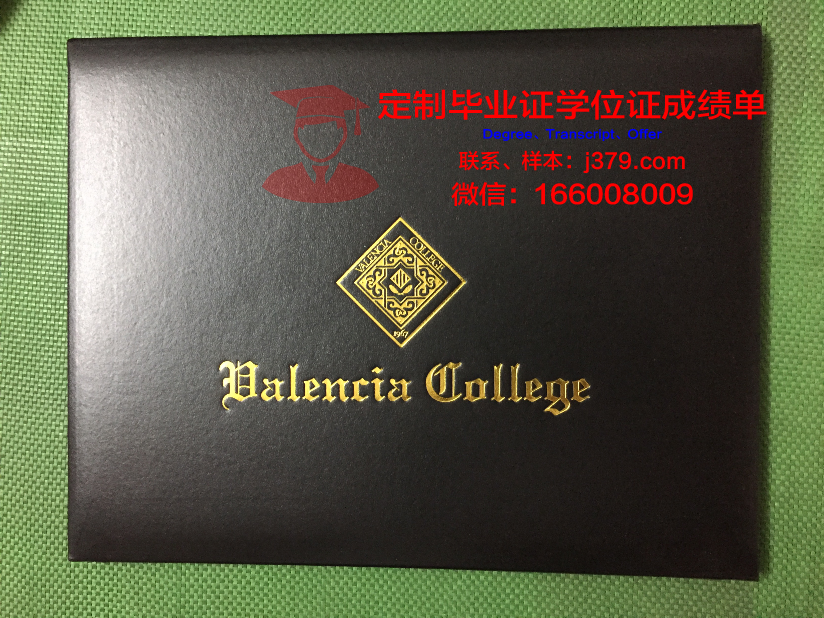 定制毕业证学位证成绩单
Degree、Transcript、Offer
联系、样本：j379.com
微信：166008009
VALENCIA COLLEGE
1967
Valencia College